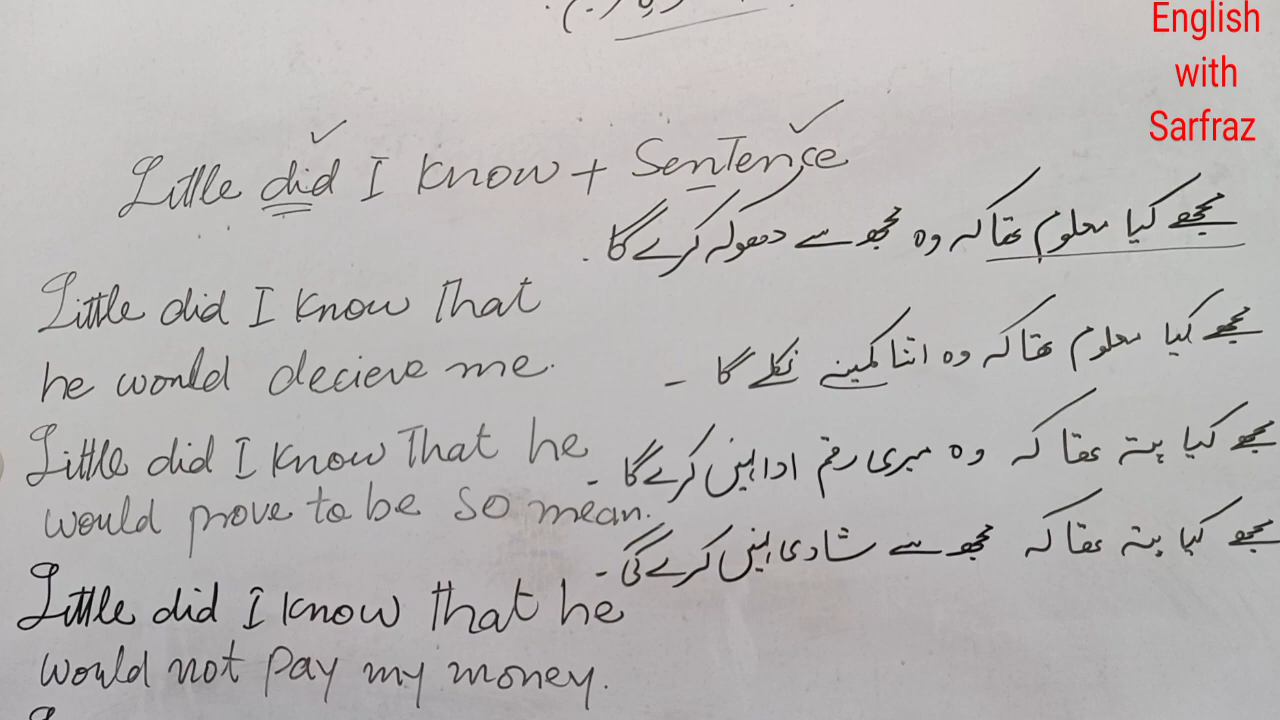 English
with
Sarfraz
Little did I know + Sentence
مجھے کیا معلوم تھا کہ وہ مجھ سے دھوکہ کرے گا.
Little did I know That
he would decieve me.
مجھے کیا معلوم تھا کہ وہ اتنا کمینے نکلے گا -
Little did I know That he
would prove to be so mean.
مجھے کیا پتہ تھا کہ وہ میری رقم ادا نہیں کرے گا -
مجھے کیا پتہ تھا کہ مجھ سے شادی نہیں کرے گی -
Little did I know that he
would not pay my money.